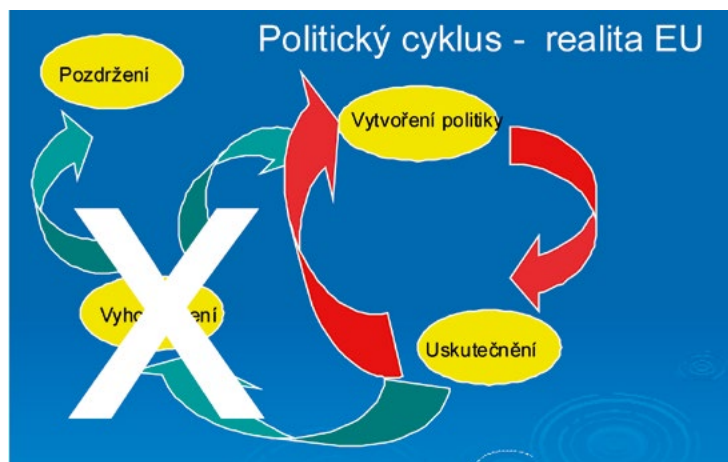 Politický cyklus - realita EU
Pozdržení
Vytvoření politiky
Uskutečnění